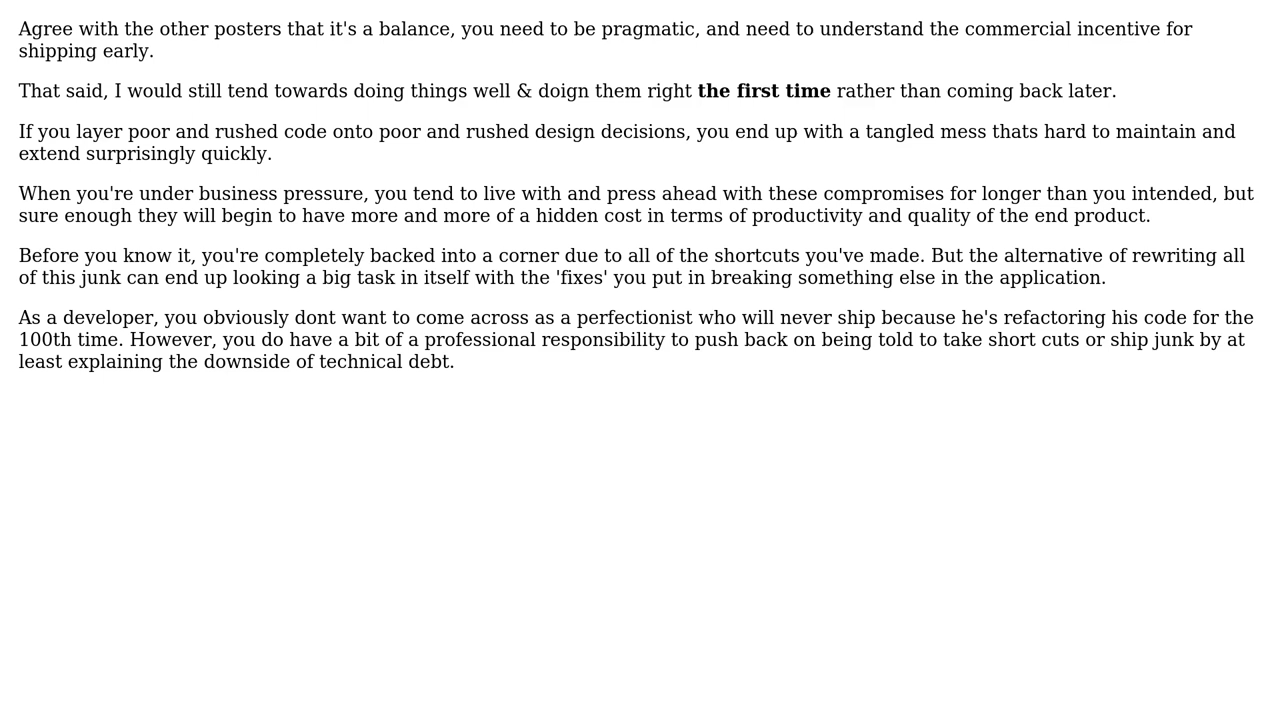 Agree with the other posters that it's a balance, you need to be pragmatic, and need to understand the commercial incentive for
shipping early.
That said, I would still tend towards doing things well & doign them right the first time rather than coming back later.
If you layer poor and rushed code onto poor and rushed design decisions, you end up with a tangled mess thats hard to maintain and
extend surprisingly quickly.
When you're under business pressure, you tend to live with and press ahead with these compromises for longer than you intended, but
sure enough they will begin to have more and more of a hidden cost in terms of productivity and quality of the end product.
Before you know it, you're completely backed into a corner due to all of the shortcuts you've made. But the alternative of rewriting all
of this junk can end up looking a big task in itself with the 'fixes' you put in breaking something else in the application.
As a developer, you obviously dont want to come across as a perfectionist who will never ship because he's refactoring his code for the
100th time. However, you do have a bit of a professional responsibility to push back on being told to take short cuts or ship junk by at
least explaining the downside of technical debt.